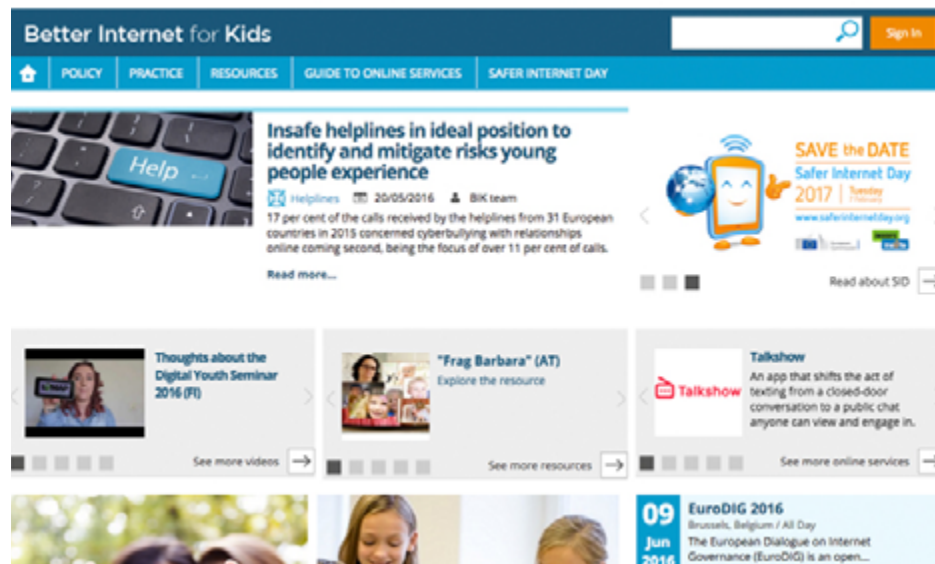 Better Internet for Kids
Sign In
POLICY
PRACTICE
RESOURCES
GUIDE TO ONLINE SERVICES
SAFER INTERNET DAY
Help
Insafe helplines in ideal position to
identify and mitigate risks young
people experience
Helplines 20/05/2016 BIK team
17 per cent of the calls received by the helplines from 31 European
countries in 2015 concerned cyberbullying with relationships
online coming second, being the focus of over 11 per cent of calls.
Read more...
SAVE the DATE
Safer Internet Day
2017 Tuesday
7 February
www.saferinternetday.org
Read about SID
Thoughts about the
Digital Youth Seminar
2016 (FI)
See more videos
"Frag Barbara" (AT)
Explore the resource
See more resources
Talkshow
Talkshow
An app that shifts the act of
texting from a closed-door
conversation to a public chat
anyone can view and engage in.
See more online services
09
Jun
2016
EuroDIG 2016
Brussels, Belgium / All Day
The European Dialogue on Internet
Governance (EuroDIG) is an open...